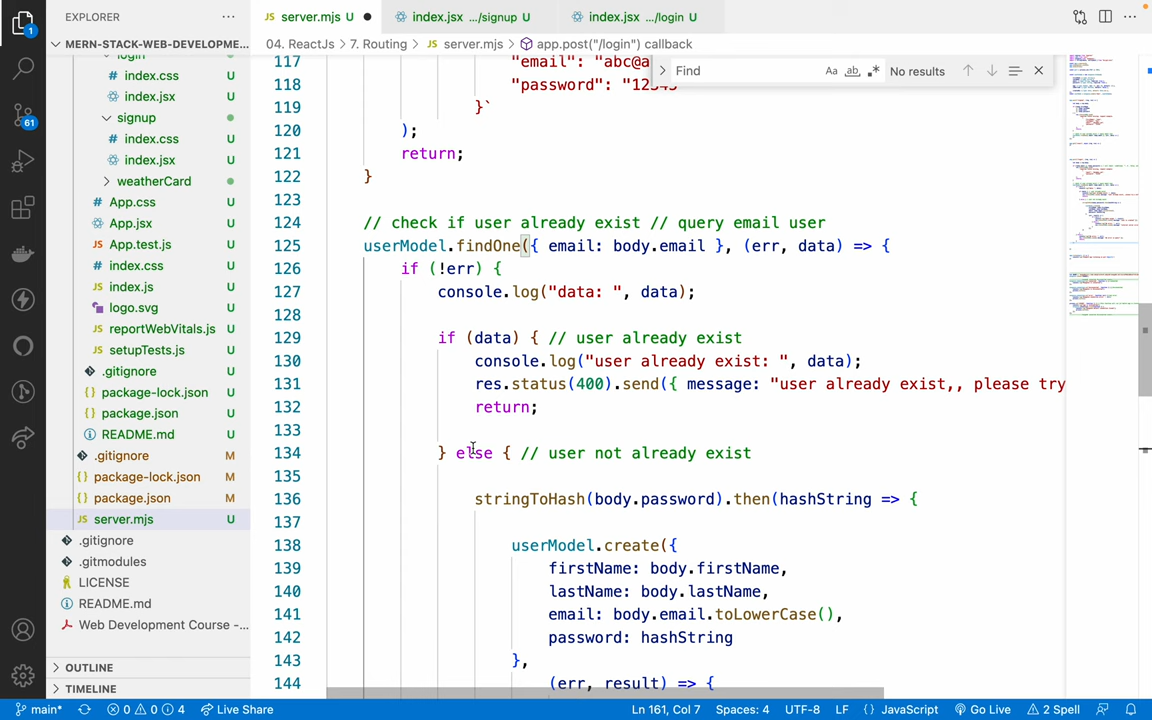 EXPLORER
MERN-STACK-WEB-DEVELOPME...
login
index.css
index.jsx
signup
index.css
index.jsx
weatherCard
App.css
App.jsx
App.test.js
index.css
index.js
logo.svg
reportWebVitals.js
setupTests.js
.gitignore
package-lock.json
package.json
README.md
.gitignore
package-lock.json
package.json
server.mjs
.gitignore
.gitmodules
LICENSE
README.md
Web Development Course -...
OUTLINE
TIMELINE
server.mjs U
index.jsx .../signup U
index.jsx .../login U
04. ReactJs > 7. Routing > server.mjs > app.post("/login") callback
Find
Aa ab .* No results
117 "email": "abc@a
118 "password": "12345
119 }`
120 );
121 return;
122 }
123
124 // check if user already exist // query email user
125 userModel.findOne({ email: body.email }, (err, data) => {
126 if (!err) {
127 console.log("data: ", data);
128
129 if (data) { // user already exist
130 console.log("user already exist: ", data);
131 res.status(400).send({ message: "user already exist,, please try
132 return;
133
134 } else { // user not already exist
135
136 stringToHash(body.password).then(hashString => {
137
138 userModel.create({
139 firstName: body.firstName,
140 lastName: body.lastName,
141 email: body.email.toLowerCase(),
142 password: hashString
143 },
144 (err, result) => {
main* 0 0 4 Live Share Ln 161, Col 7 Spaces: 4 UTF-8 LF {} JavaScript Go Live 2 Spell